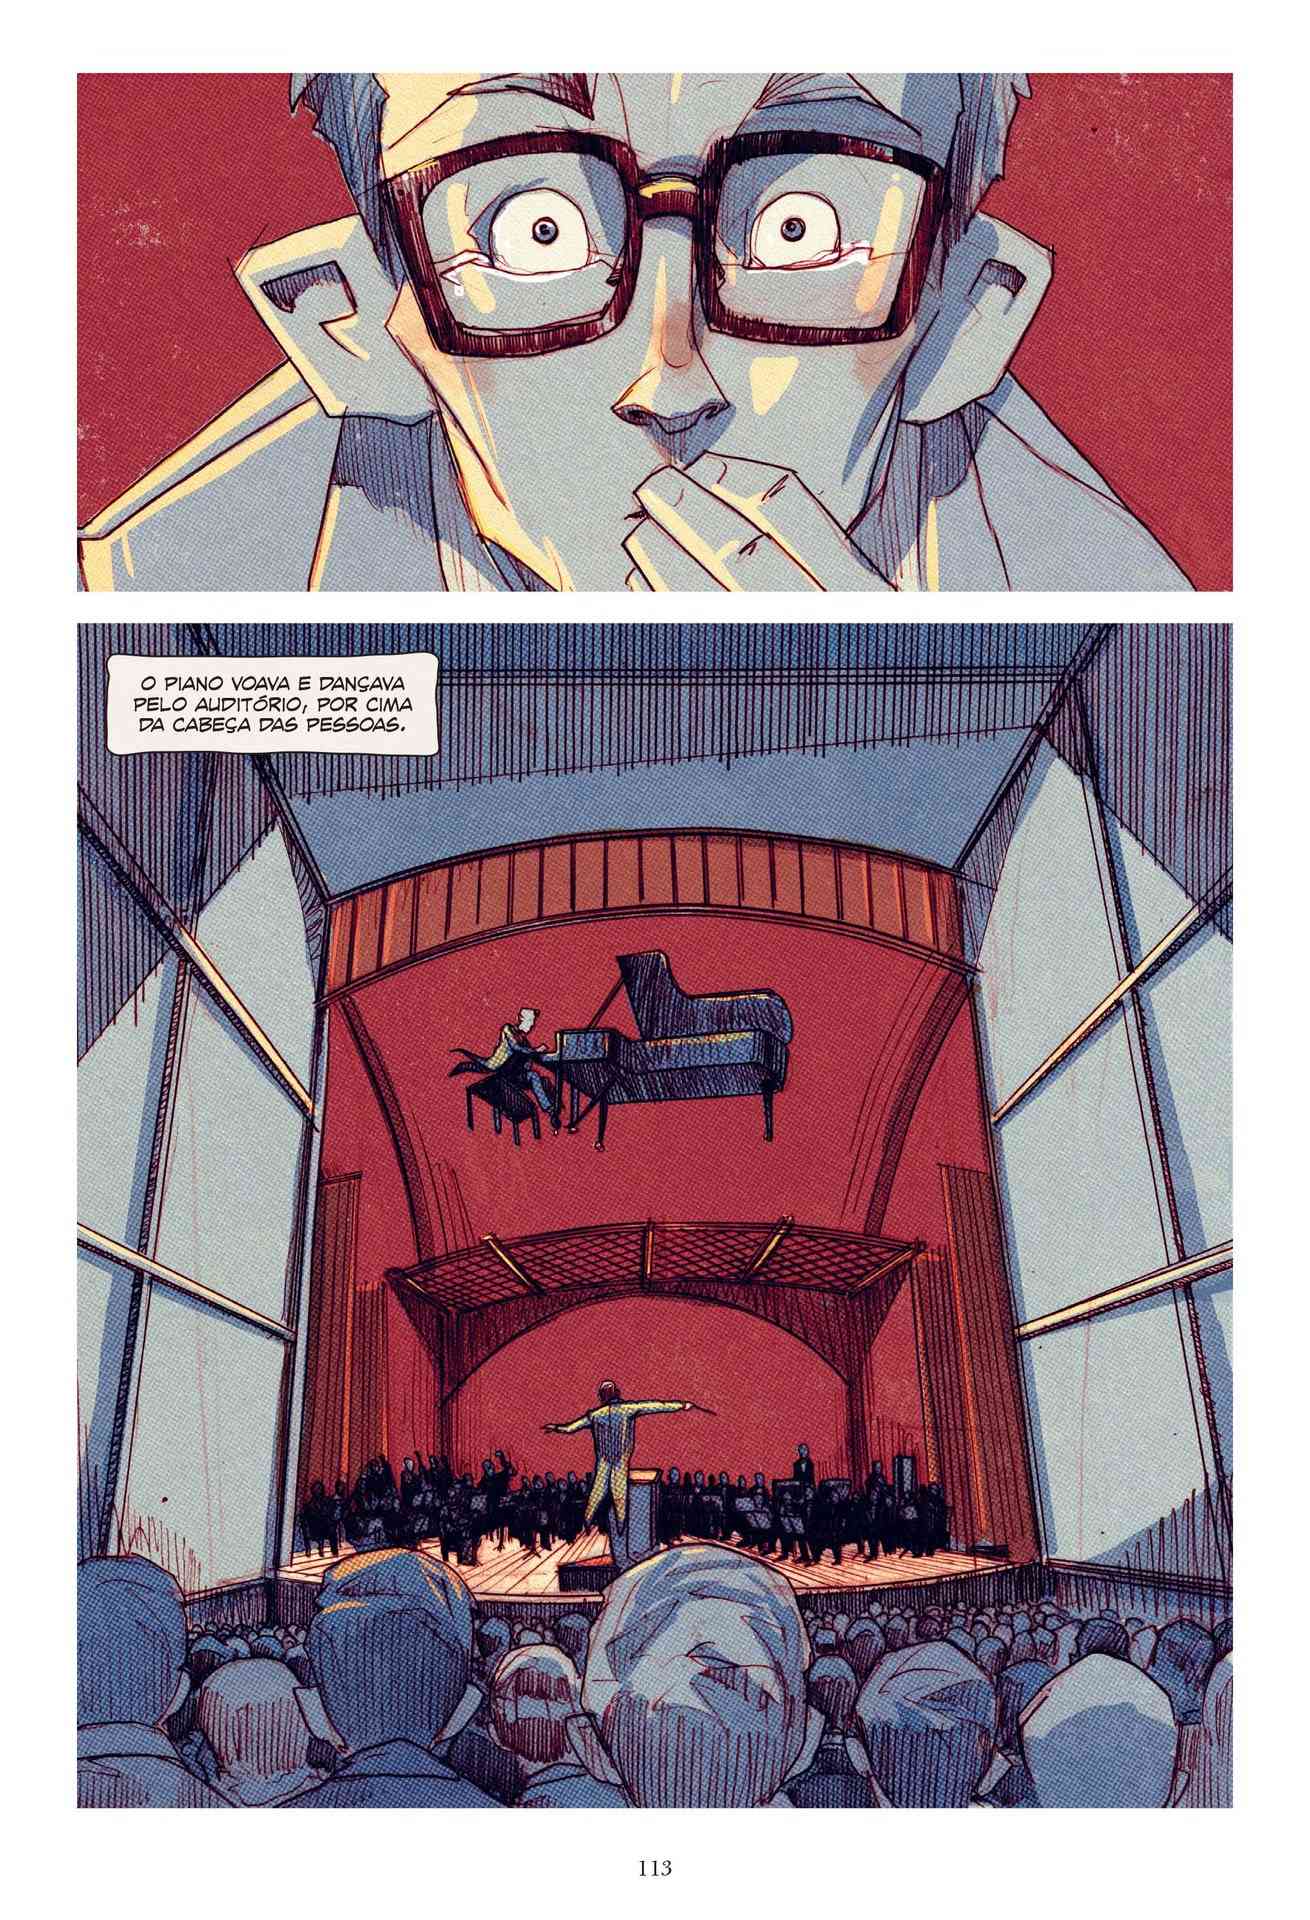 O PIANO VOAVA E DANÇAVA
PELO AUDITÓRIO, POR CIMA
DA CABEÇA DAS PESSOAS.
113